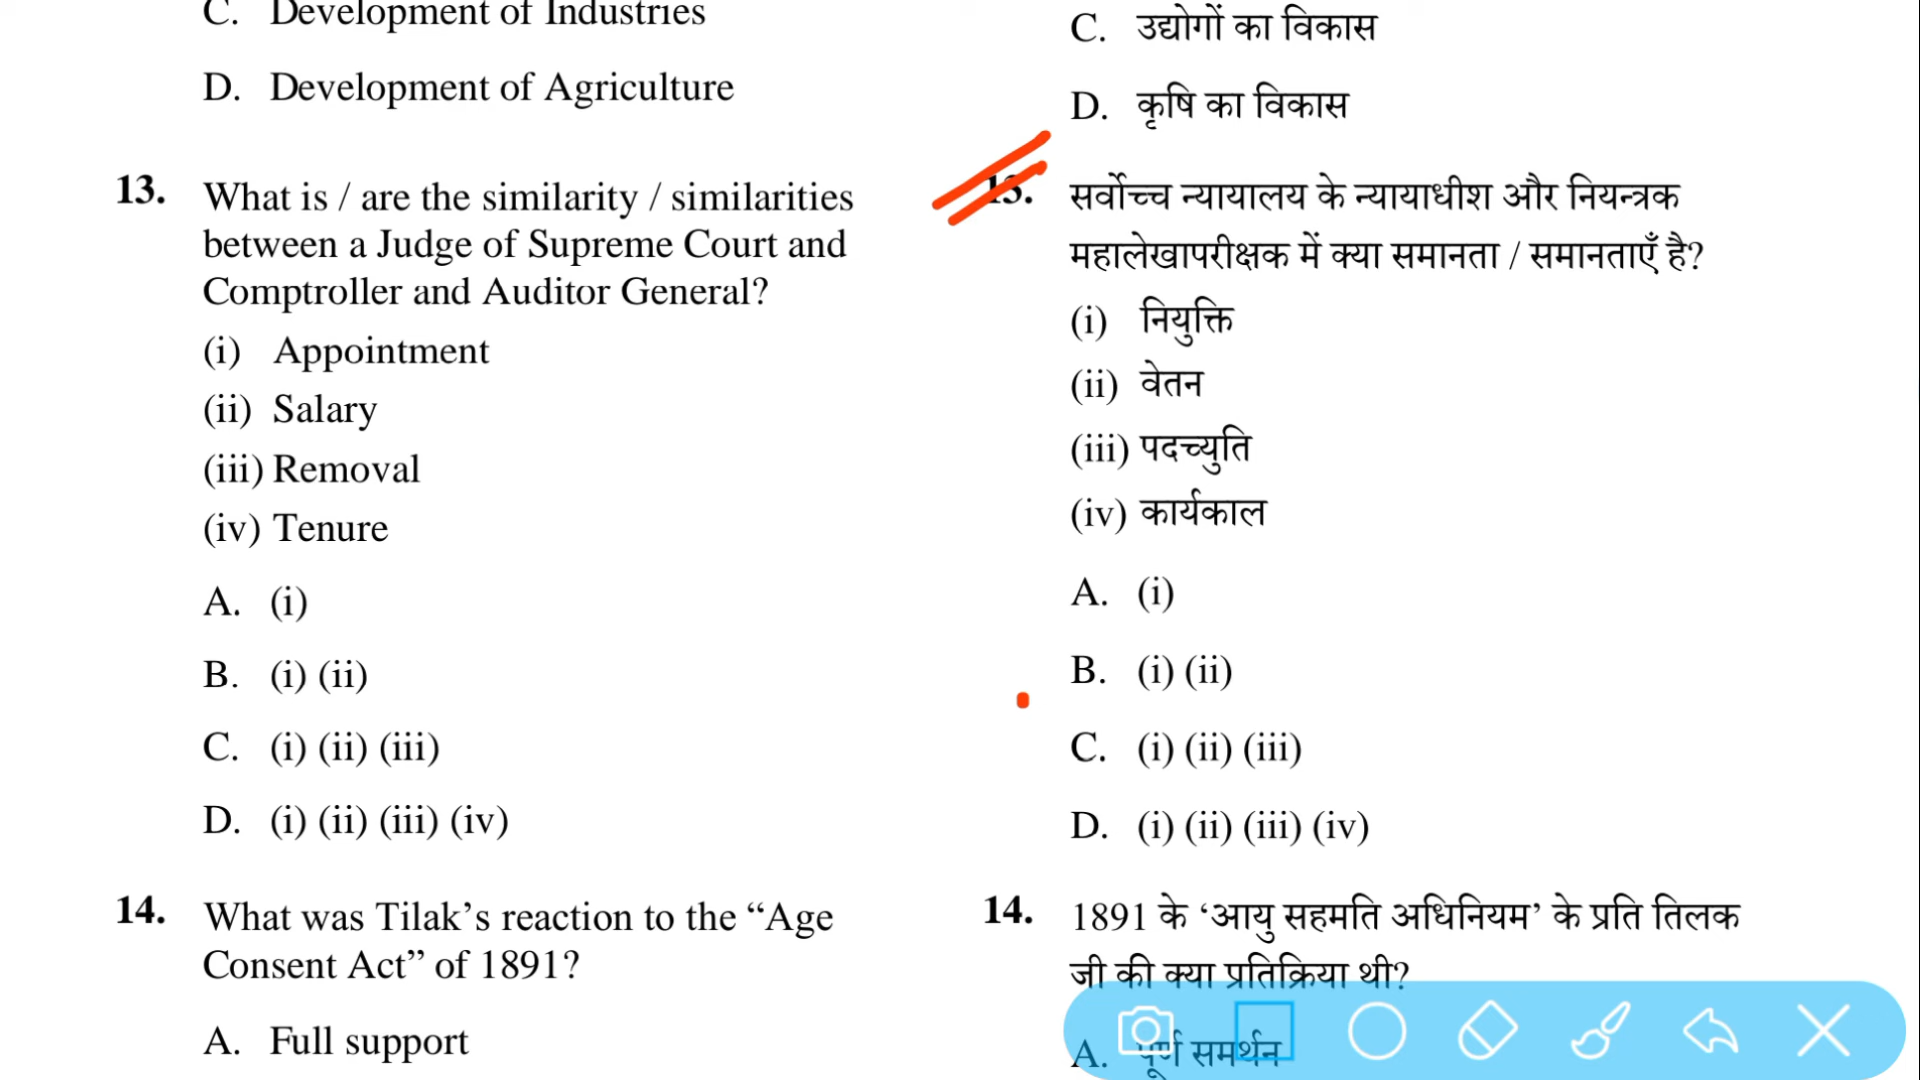 C. Development of Industries
D. Development of Agriculture
13. What is / are the similarity / similarities
between a Judge of Supreme Court and
Comptroller and Auditor General?
(i) Appointment
(ii) Salary
(iii) Removal
(iv) Tenure
A. (i)
B. (i) (ii)
C. (i) (ii) (iii)
D. (i) (ii) (iii) (iv)
14. What was Tilak’s reaction to the “Age
Consent Act” of 1891?
A. Full support
C. उद्योगों का विकास
D. कृषि का विकास
13. सर्वोच्च न्यायालय के न्यायाधीश और नियन्त्रक
महालेखापरीक्षक में क्या समानता / समानताएँ है?
(i) नियुक्ति
(ii) वेतन
(iii) पदच्युति
(iv) कार्यकाल
A. (i)
B. (i) (ii)
C. (i) (ii) (iii)
D. (i) (ii) (iii) (iv)
14. 1891 के ‘आयु सहमति अधिनियम’ के प्रति तिलक
जी की क्या प्रतिक्रिया थी?
A. पूर्ण समर्थन